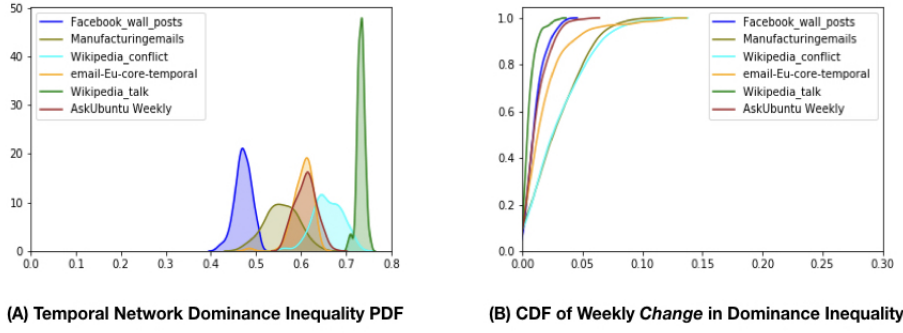 50
40
30
20
10
0
0.0 0.1 0.2 0.3 0.4 0.5 0.6 0.7 0.8
Facebook_wall_posts
Manufacturingemails
Wikipedia_conflict
email-Eu-core-temporal
Wikipedia_talk
AskUbuntu Weekly
(A) Temporal Network Dominance Inequality PDF
1.0
0.8
0.6
0.4
0.2
0.0
0.00 0.05 0.10 0.15 0.20 0.25 0.30
Facebook_wall_posts
Manufacturingemails
Wikipedia_conflict
email-Eu-core-temporal
Wikipedia_talk
AskUbuntu Weekly
(B) CDF of Weekly Change in Dominance Inequality